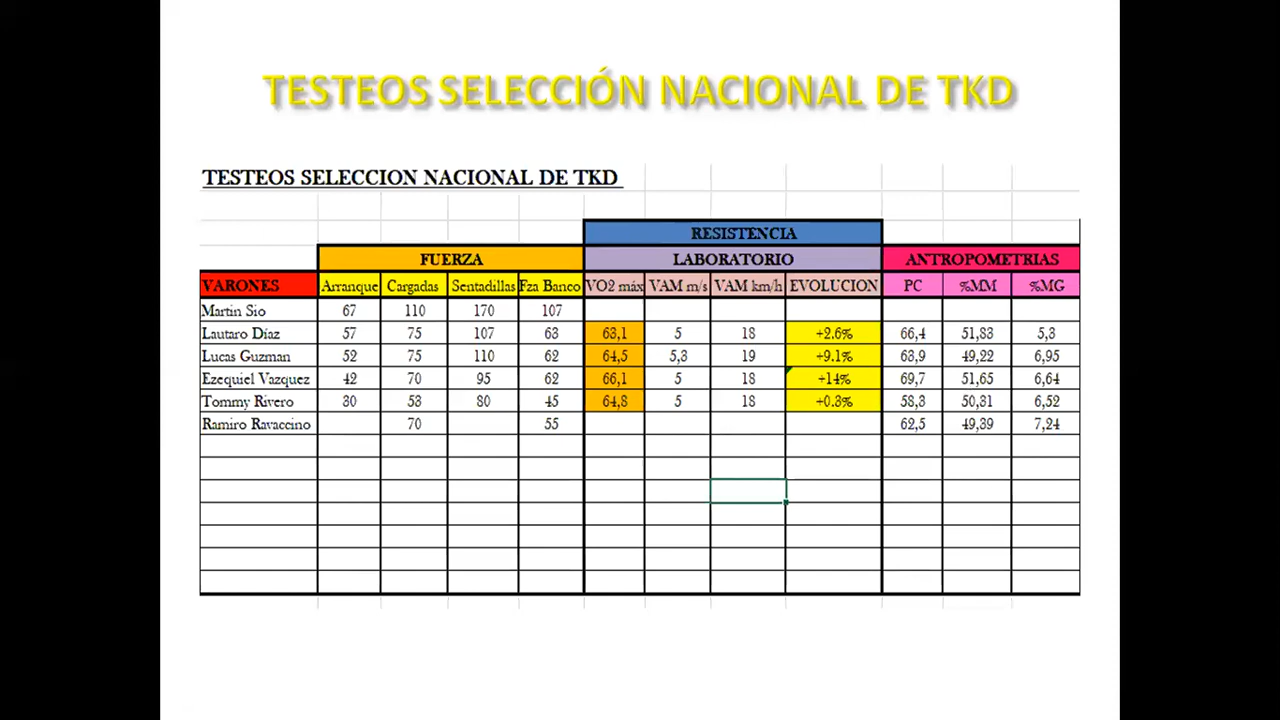 TESTEOS SELECCIÓN NACIONAL DE TKD
TESTEOS SELECCION NACIONAL DE TKD
RESISTENCIA
FUERZA LABORATORIO ANTROPOMETRIAS
VARONES Arranque Cargadas Sentadillas Fza Banco VO2 máx VAM m/s VAM km/h EVOLUCION PC %MM %MG
Martin Sio 67 110 170 107
Lautaro Díaz 57 75 107 63 63,1 5 18 +2.6% 66,4 51,83 5,3
Lucas Guzman 52 75 110 62 64,5 5,3 19 +9.1% 63,9 49,22 6,95
Ezequiel Vazquez 42 70 95 62 66,1 5 18 +14% 69,7 51,65 6,64
Tommy Rivero 30 53 80 45 64,8 5 18 +0.3% 58,3 50,31 6,52
Ramiro Ravaccino 70 55 62,5 49,39 7,24